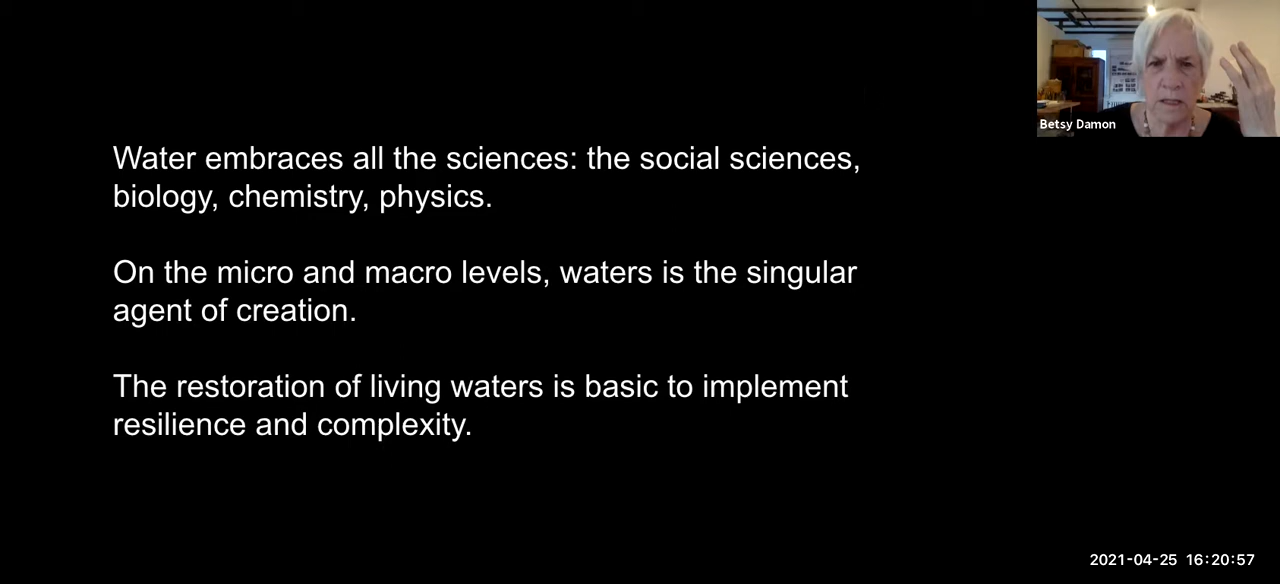 Water embraces all the sciences: the social sciences,
biology, chemistry, physics.
On the micro and macro levels, waters is the singular
agent of creation.
The restoration of living waters is basic to implement
resilience and complexity.
Betsy Damon
2021-04-25 16:20:57